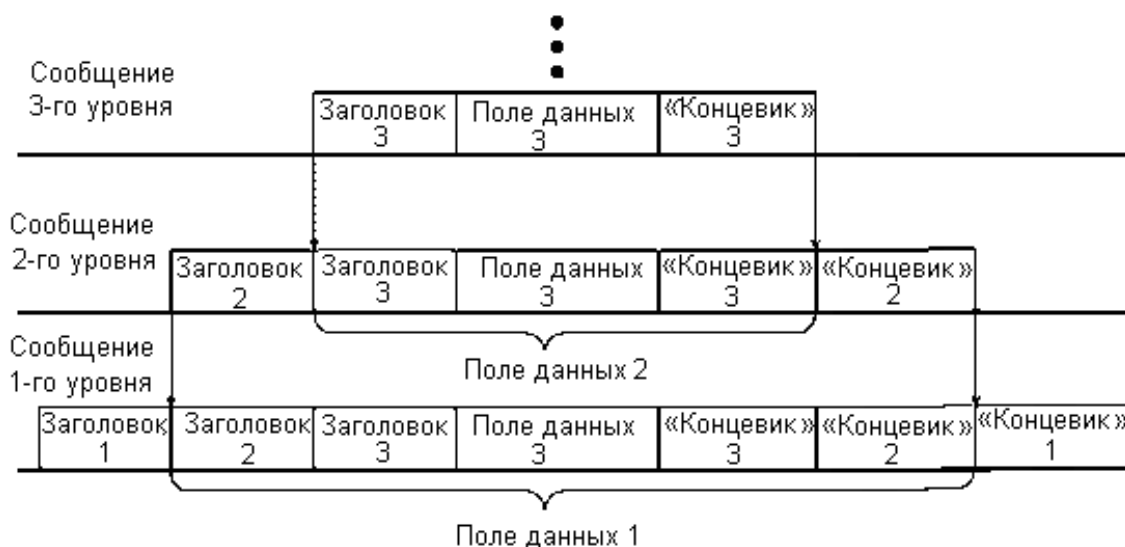 Сообщение
3-го уровня
Заголовок
3
Поле данных
3
«Концевик»
3
Сообщение
2-го уровня
Заголовок
2
Заголовок
3
Поле данных
3
«Концевик»
3
«Концевик»
2
Поле данных 2
Сообщение
1-го уровня
Заголовок
1
Заголовок
2
Заголовок
3
Поле данных
3
«Концевик»
3
«Концевик»
2
«Концевик»
1
Поле данных 1